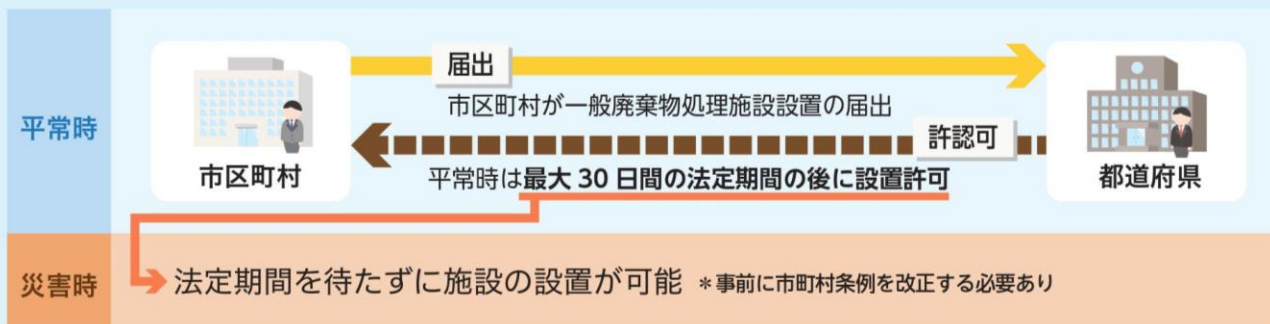 平常時
市区町村
届出
市区町村が一般廃棄物処理施設設置の届出
許認可
平常時は最大30日間の法定期間の後に設置許可
都道府県
災害時
法定期間を待たずに施設の設置が可能 *事前に市町村条例を改正する必要あり